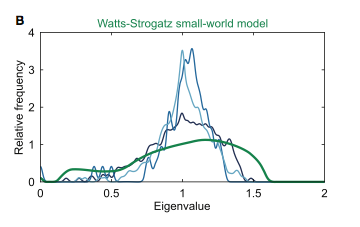 B
Watts-Strogatz small-world model
4
3
2
1
0
Relative frequency
0 0.5 1 1.5 2
Eigenvalue